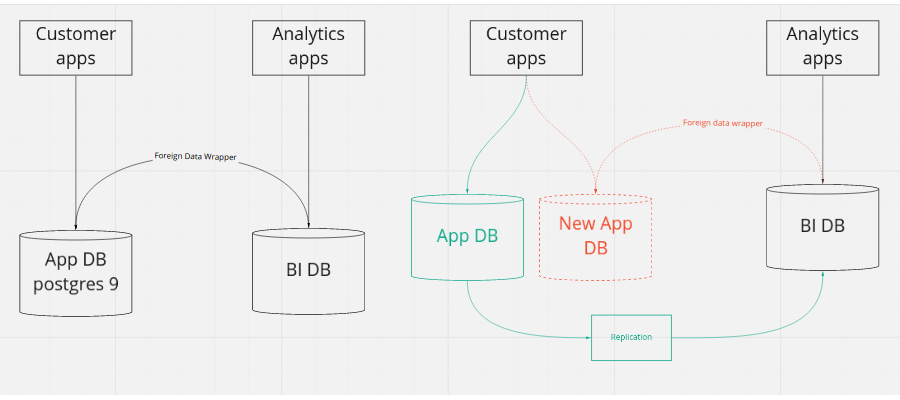 Customer
apps
Analytics
apps
Customer
apps
Analytics
apps
Foreign Data Wrapper
Foreign data wrapper
App DB
postgres 9
BI DB
App DB
New App
DB
BI DB
Replication